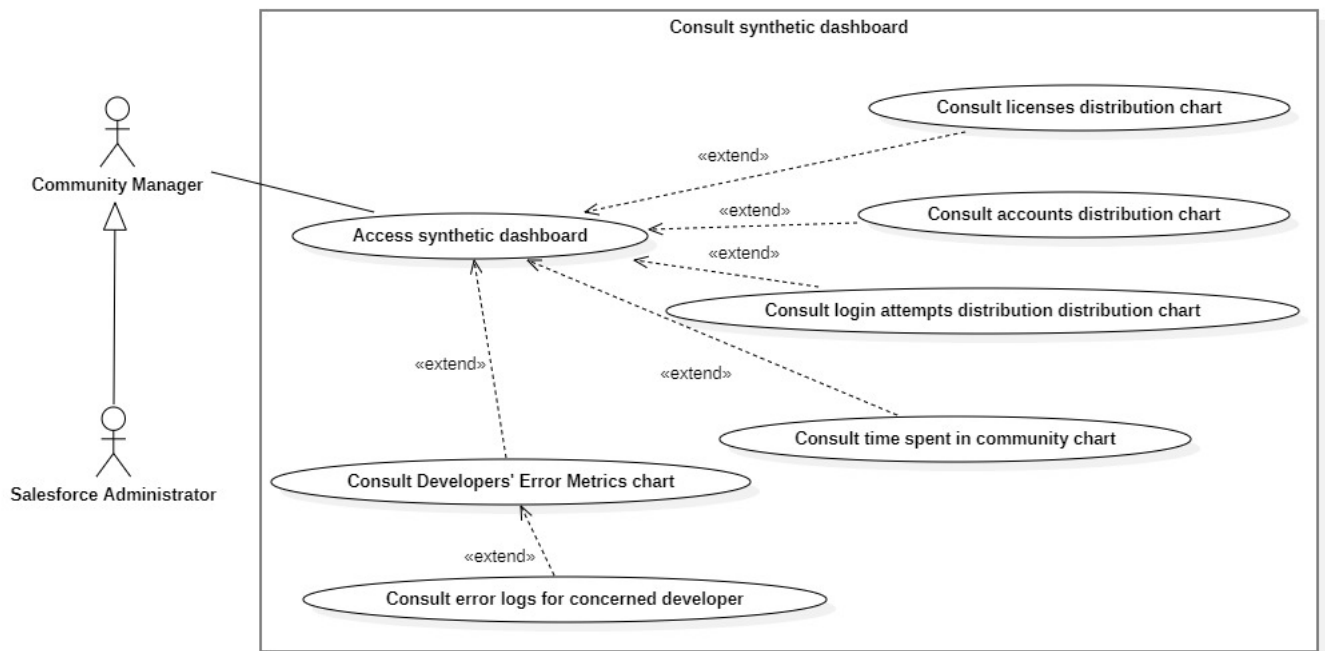 Consult synthetic dashboard
Consult licenses distribution chart
«extend»
Community Manager
Access synthetic dashboard
«extend»
Consult accounts distribution chart
«extend»
Consult login attempts distribution distribution chart
«extend»
«extend»
Consult time spent in community chart
Consult Developers' Error Metrics chart
Salesforce Administrator
«extend»
Consult error logs for concerned developer